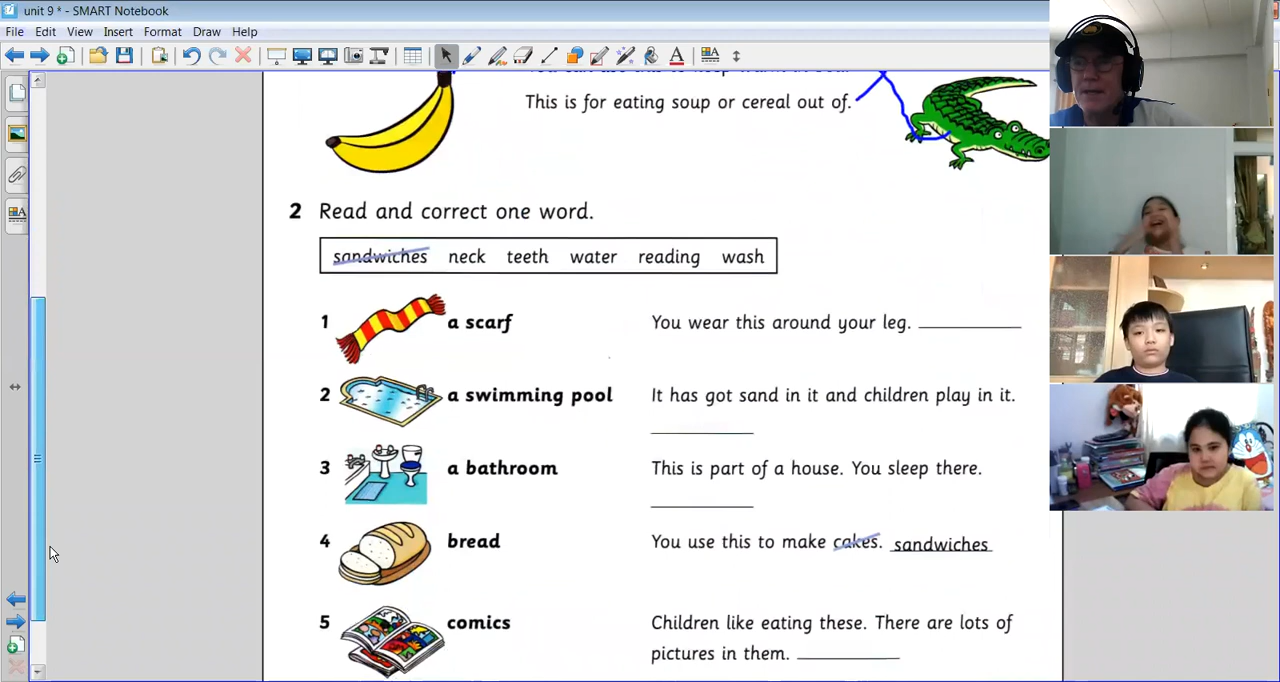 unit 9 * - SMART Notebook
File Edit View Insert Format Draw Help
This is for eating soup or cereal out of.
2 Read and correct one word.
sandwiches neck teeth water reading wash
1 a scarf You wear this around your leg.
2 a swimming pool It has got sand in it and children play in it.
3 a bathroom This is part of a house. You sleep there.
4 bread You use this to make cakes. sandwiches
5 comics Children like eating these. There are lots of
pictures in them.